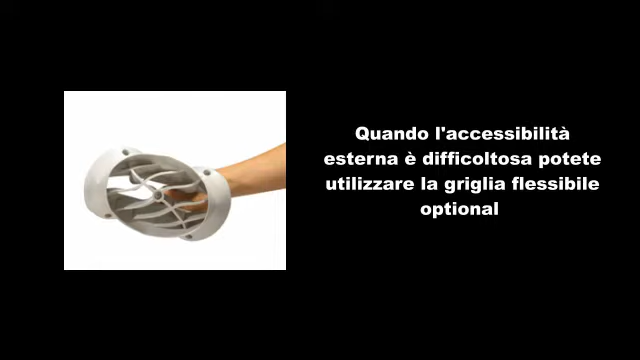 Quando l'accessibilità
esterna è difficoltosa potete
utilizzare la griglia flessibile
optional